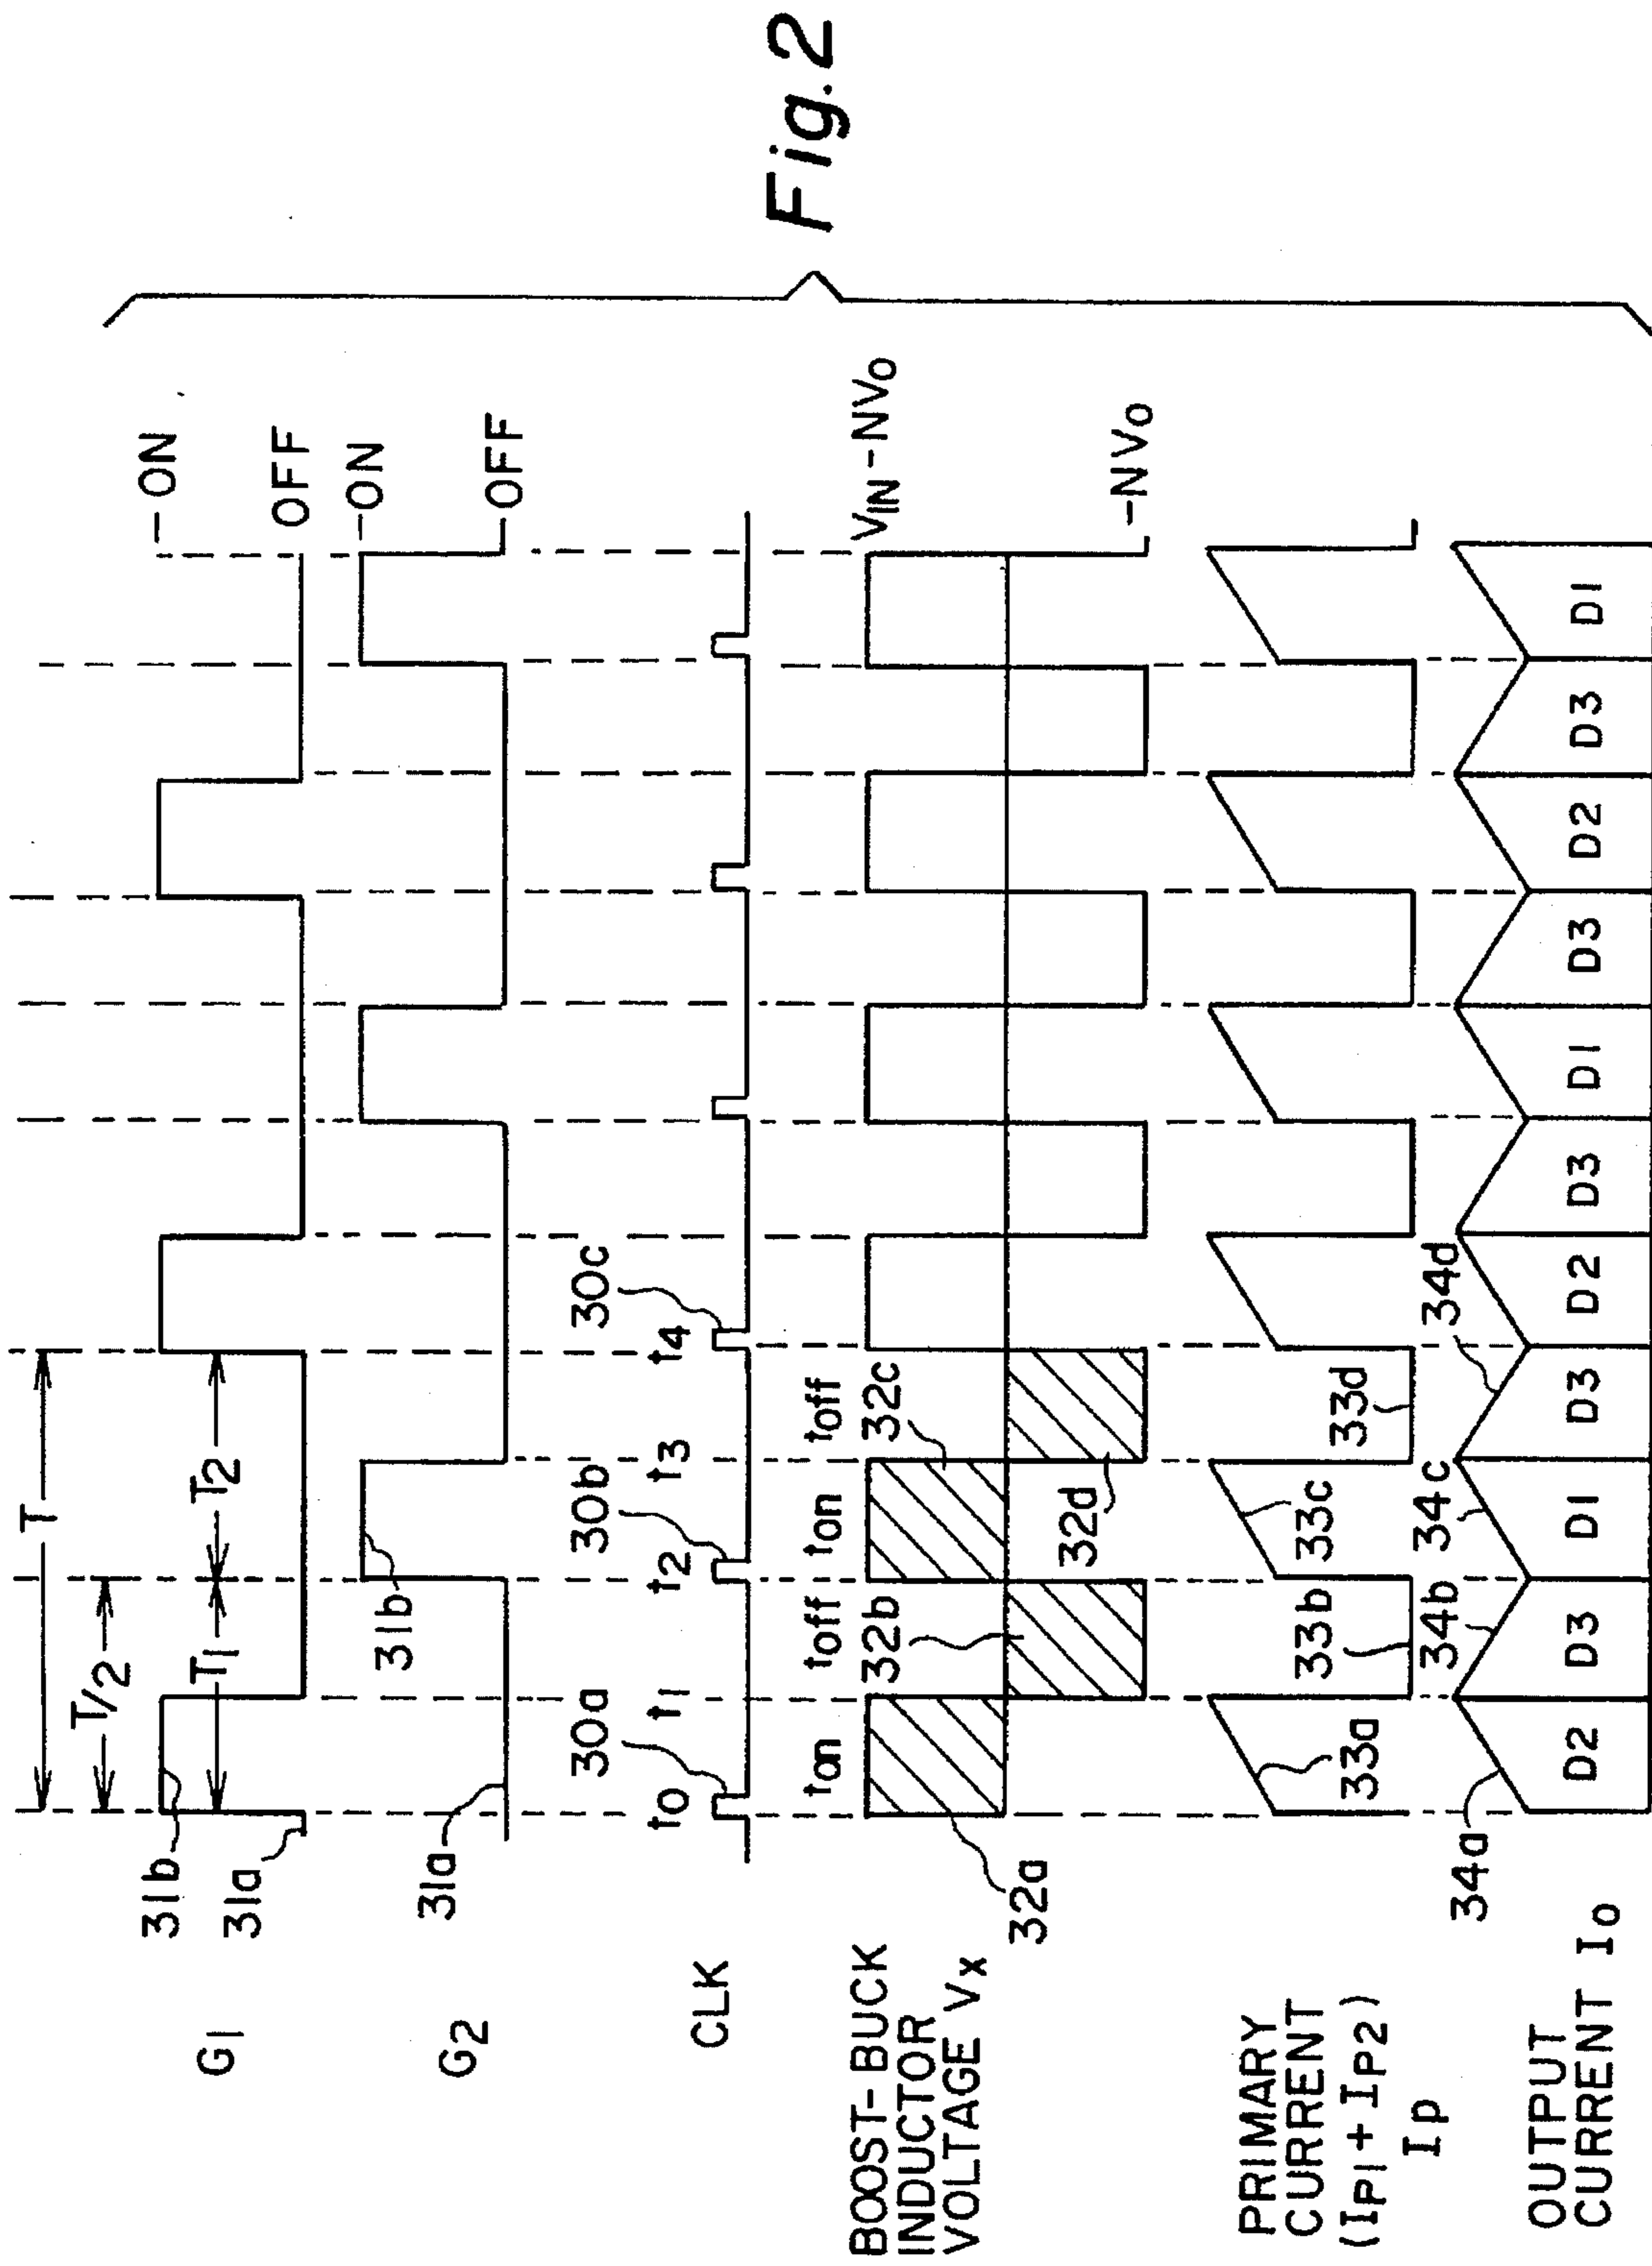 T
T/2
T1
T2
G1
31b
31a
-ON
OFF
G2
31a
31b
-ON
-OFF
CLK
30a
30b
30c
t0
t1
t2
t3
t4
BOOST-BUCK
INDUCTOR
VOLTAGE VX
ton
toff
ton
toff
32a
32b
32c
32d
VIN-NV0
-NV0
PRIMARY
CURRENT
(IP1+IP2)
Ip
33a
33b
33c
33d
OUTPUT
CURRENT Io
34a
34b
34c
34d
D2
D3
D1
D3
D2
D3
D1
D3
D2
D3
D1
Fig.2